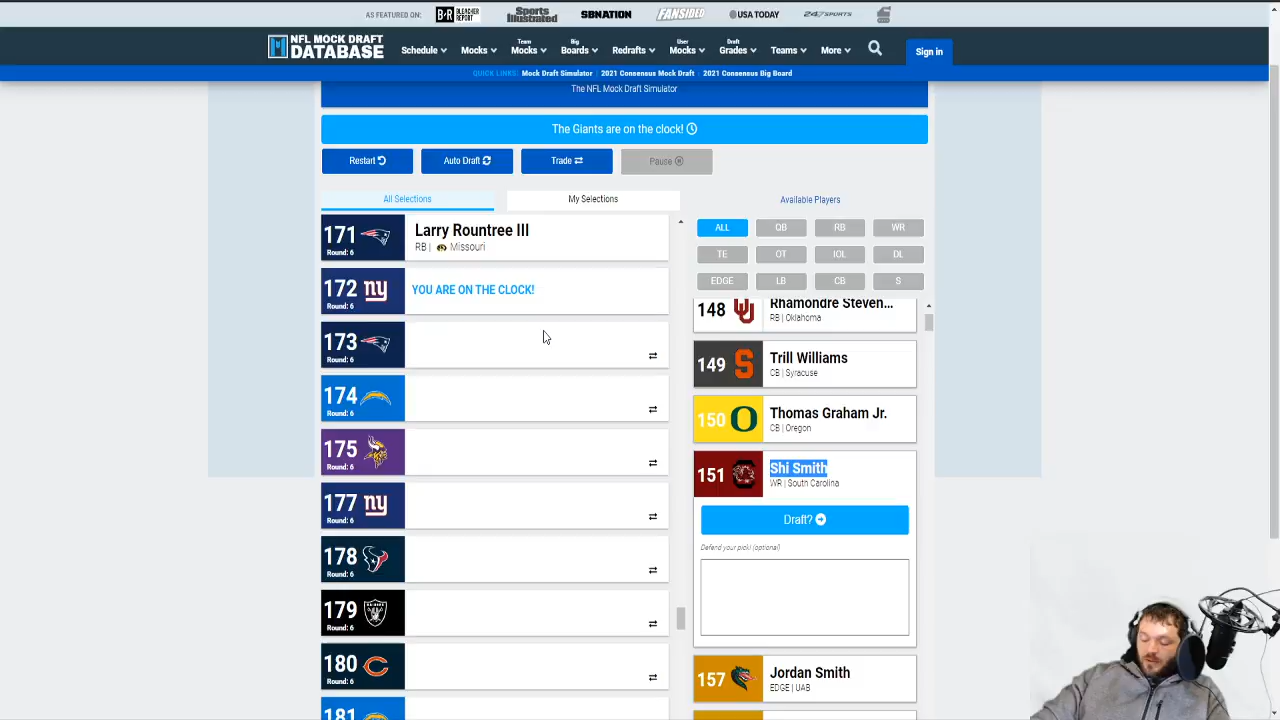 AS FEATURED ON:
B/R BLEACHER REPORT
Sports Illustrated
SBNATION
FANSIDED
USA TODAY
247SPORTS
NFL MOCK DRAFT
DATABASE
Schedule
Mocks
Team
Mocks
Big
Boards
Redrafts
User
Mocks
Draft
Grades
Teams
More
Sign in
QUICK LINKS: Mock Draft Simulator / 2021 Consensus Mock Draft / 2021 Consensus Big Board
The NFL Mock Draft Simulator
The Giants are on the clock!
Restart
Auto Draft
Trade
Pause
All Selections
My Selections
171
Round: 6
Larry Rountree III
RB | Missouri
172 ny
Round: 6
YOU ARE ON THE CLOCK!
173
Round: 6
174
Round: 6
175
Round: 6
177 ny
Round: 6
178
Round: 6
179
Round: 6
180
Round: 6
181
Available Players
ALL
QB
RB
WR
TE
OT
IOL
DL
EDGE
LB
CB
S
148
Rhamondre Steven...
RB | Oklahoma
149
Trill Williams
CB | Syracuse
150
Thomas Graham Jr.
CB | Oregon
151
Shi Smith
WR | South Carolina
Draft?
Defend your pick! (optional)
157
Jordan Smith
EDGE | UAB